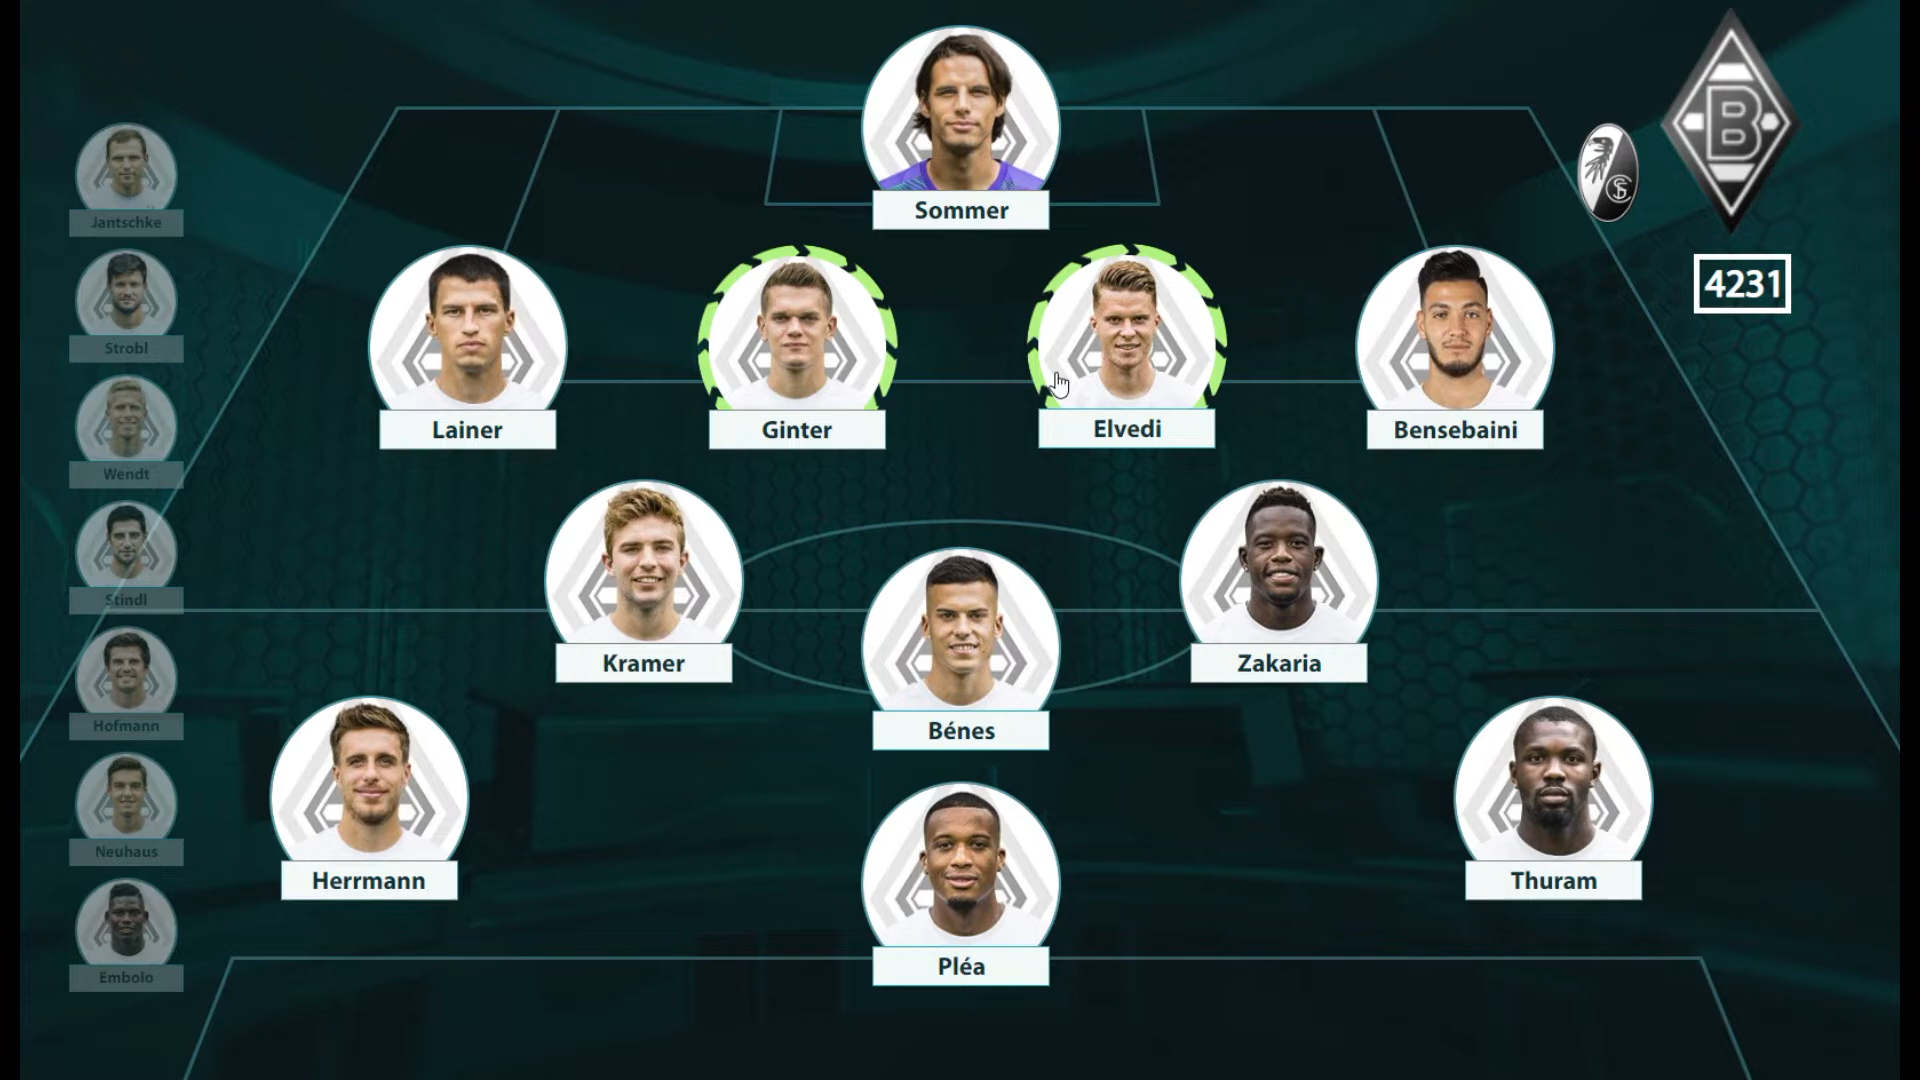 Sommer
4231
Lainer
Ginter
Elvedi
Bensebaini
Kramer
Zakaria
Bénes
Herrmann
Thuram
Pléa
Jantschke
Strobl
Wendt
Stindl
Hofmann
Neuhaus
Embolo
B